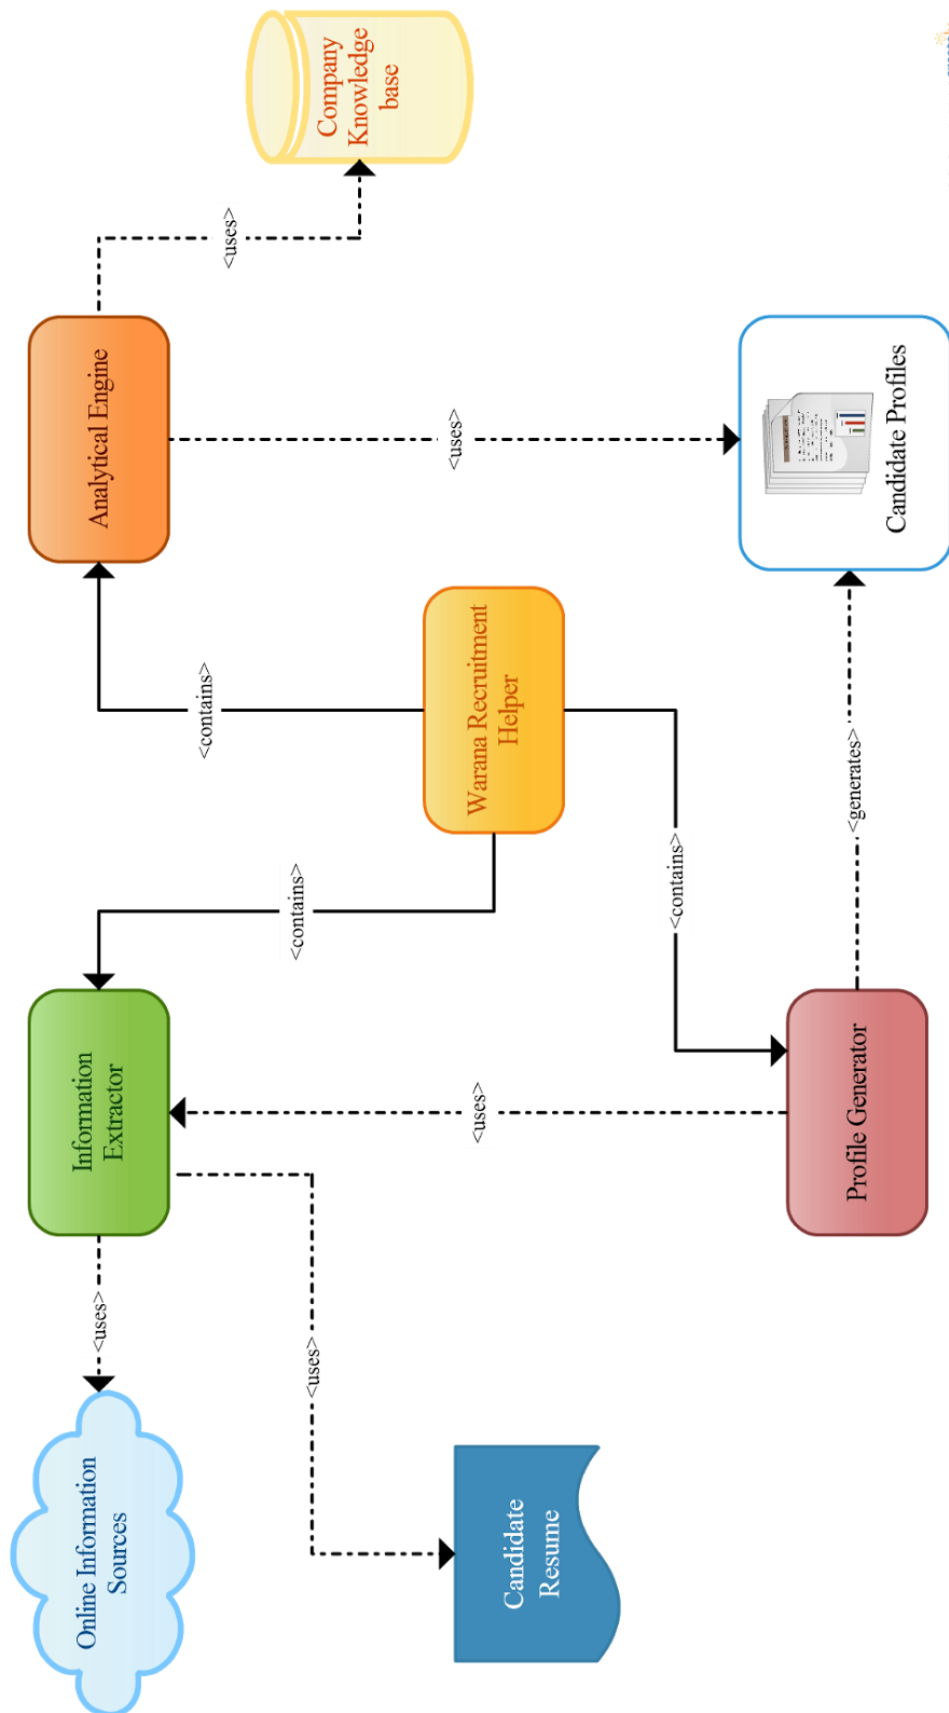 Online Information
Sources
<uses>
Information
Extractor
<contains>
<contains>
Analytical Engine
<uses>
Company
Knowledge
base
<uses>
Candidate
Resume
<uses>
Warana Recruitment
Helper
<uses>
Profile Generator
<contains>
<generates>
Candidate Profiles